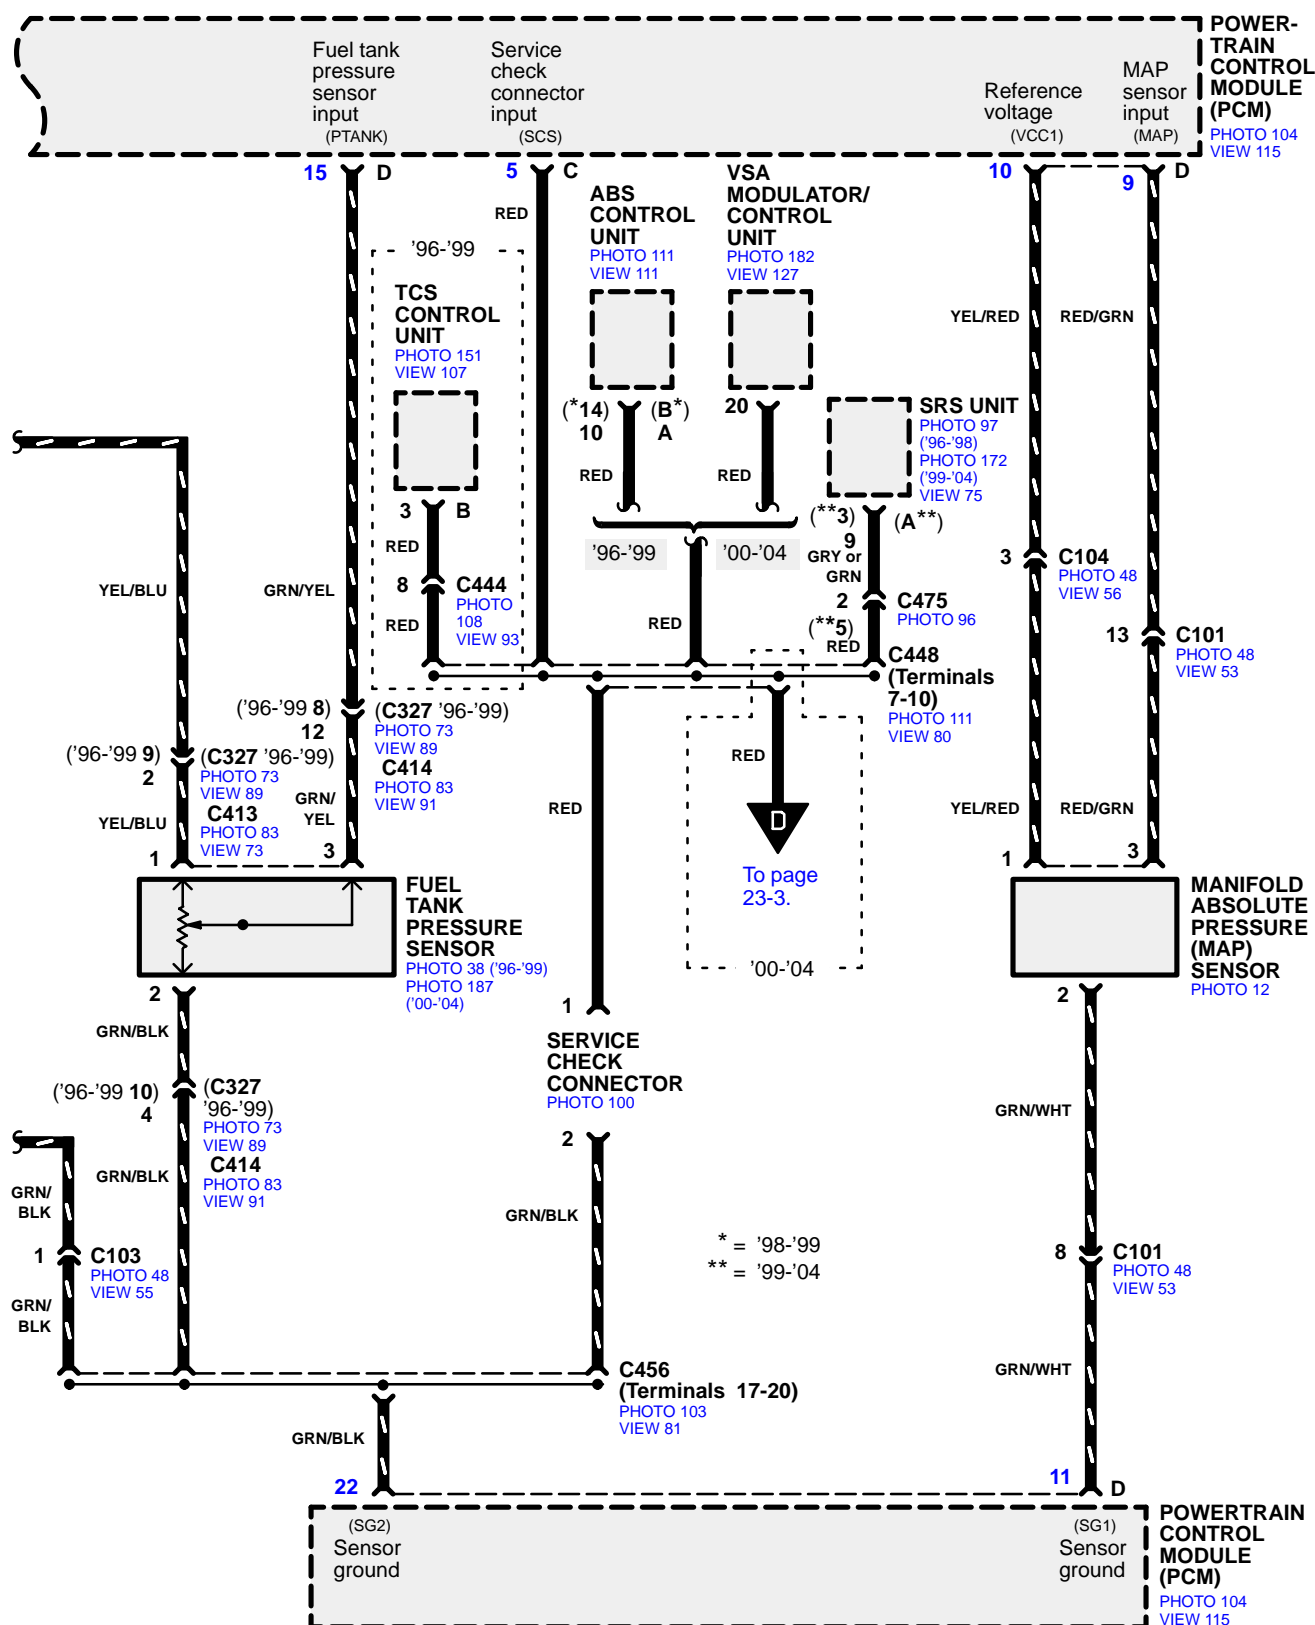 POWER-
TRAIN
CONTROL
MODULE
(PCM)
PHOTO 104
VIEW 115
Fuel tank
pressure
sensor
input
(PTANK)
Service
check
connector
input
(SCS)
Reference
voltage
(VCC1)
MAP
sensor
input
(MAP)
15 D
5 C
10
9 D
RED
ABS
CONTROL
UNIT
PHOTO 111
VIEW 111
VSA
MODULATOR/
CONTROL
UNIT
PHOTO 182
VIEW 127
'96-'99
TCS
CONTROL
UNIT
PHOTO 151
VIEW 107
YEL/RED
RED/GRN
(*14) (B*)
10 A
20
SRS UNIT
PHOTO 97
('96-'98)
PHOTO 172
('99-'04)
VIEW 75
RED
RED
3 B
(**3) (A**)
9
GRY or
GRN
RED
'96-'99
'00-'04
8 C444
PHOTO
108
VIEW 93
RED
YEL/BLU
GRN/YEL
2 C475
PHOTO 96
(**5)
RED
RED
3 C104
PHOTO 48
VIEW 56
13 C101
PHOTO 48
VIEW 53
C448
(Terminals
7-10)
PHOTO 111
VIEW 80
('96-'99 8) (C327 '96-'99)
12
PHOTO 73
VIEW 89
C414
PHOTO 83
VIEW 91
('96-'99 9) (C327 '96-'99)
2
PHOTO 73
VIEW 89
C413
PHOTO 83
VIEW 73
GRN/
YEL
YEL/BLU
RED
RED
D
To page
23-3.
'00-'04
YEL/RED
RED/GRN
1
3
1
3
FUEL
TANK
PRESSURE
SENSOR
PHOTO 38 ('96-'99)
PHOTO 187
('00-'04)
MANIFOLD
ABSOLUTE
PRESSURE
(MAP)
SENSOR
PHOTO 12
2
1
2
GRN/BLK
SERVICE
CHECK
CONNECTOR
PHOTO 100
2
('96-'99 10) (C327
4 '96-'99)
PHOTO 73
VIEW 89
C414
PHOTO 83
VIEW 91
GRN/WHT
GRN/BLK
GRN/
BLK
GRN/BLK
1 C103
PHOTO 48
VIEW 55
GRN/
BLK
* = '98-'99
** = '99-'04
8 C101
PHOTO 48
VIEW 53
C456
(Terminals 17-20)
PHOTO 103
VIEW 81
GRN/WHT
GRN/BLK
22
11 D
(SG2)
Sensor
ground
(SG1)
Sensor
ground
POWERTRAIN
CONTROL
MODULE
(PCM)
PHOTO 104
VIEW 115